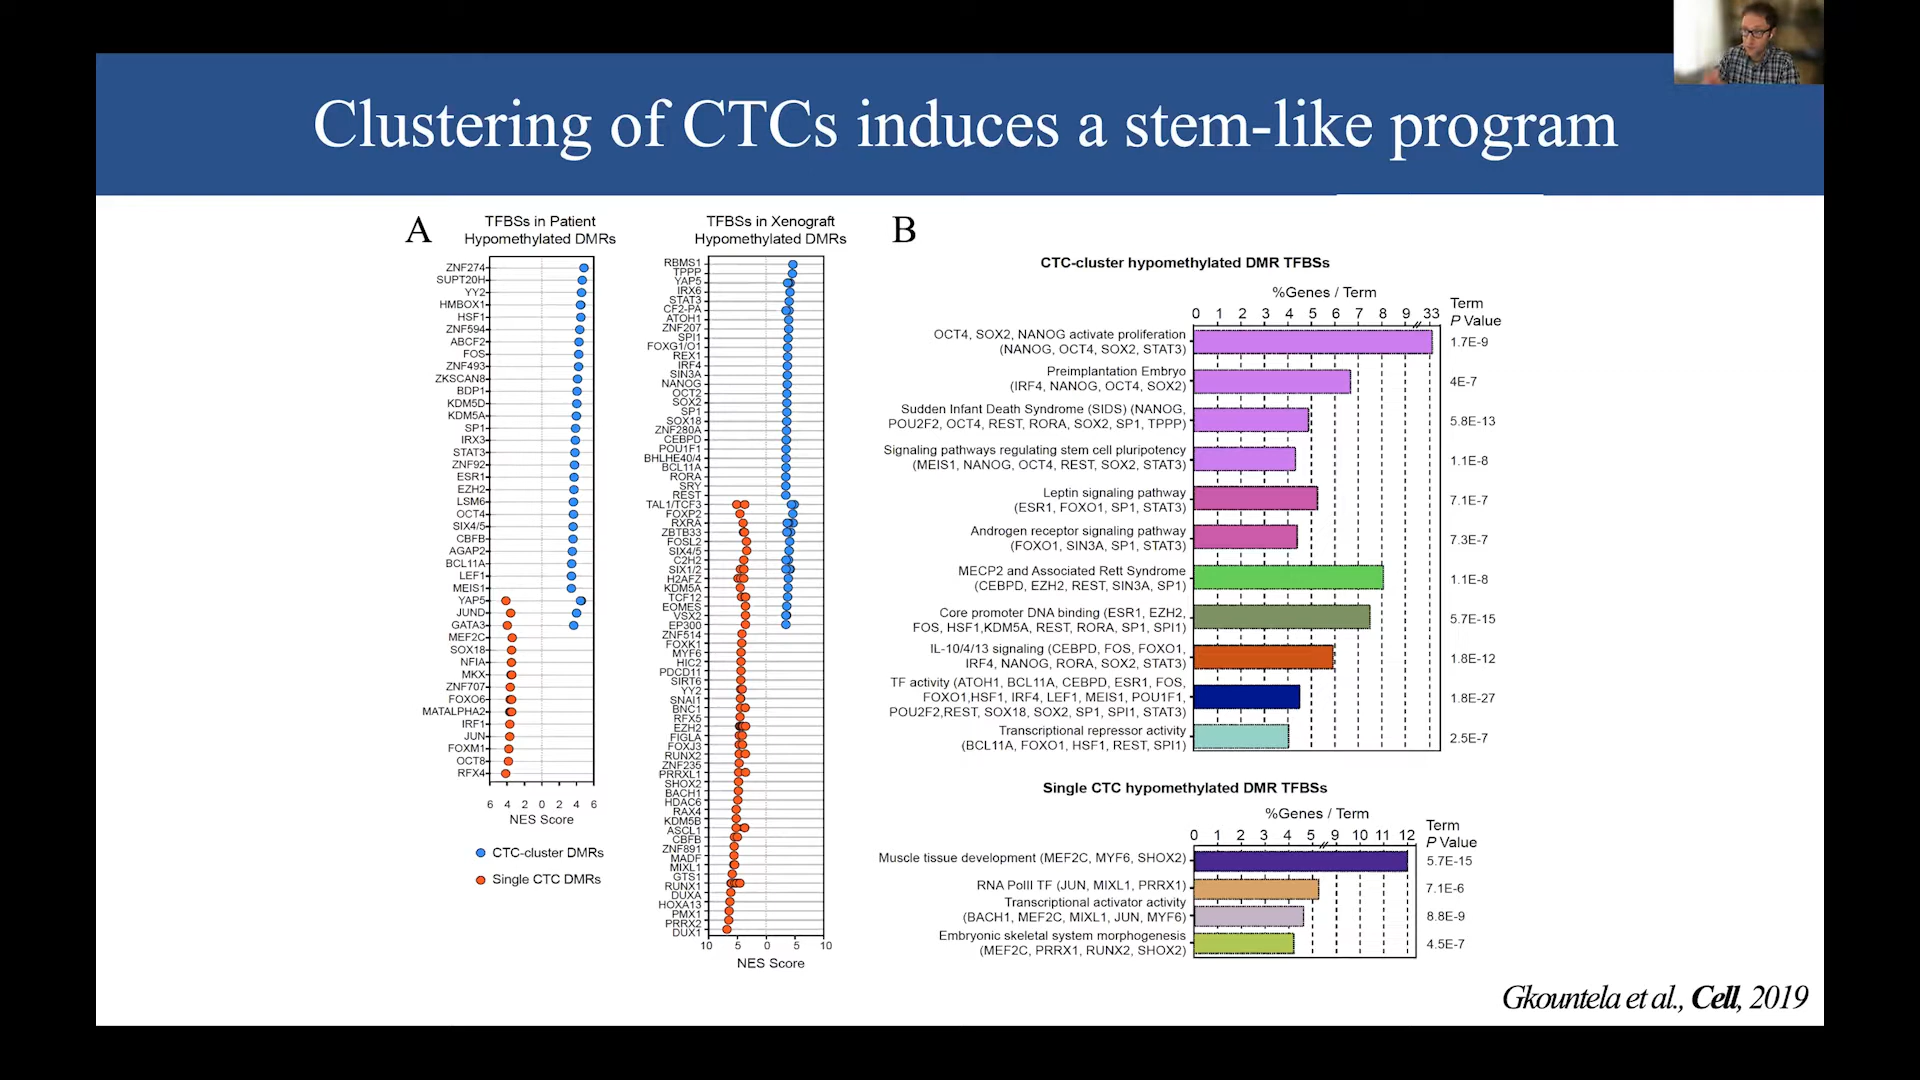 Clustering of CTCs induces a stem-like program
A
TFBSs in Patient
Hypomethylated DMRs
ZNF274
SUPT20H
YY2
HMBOX1
HSF1
ZNF594
ABCF2
FOS
ZNF493
ZKSCAN8
BDP1
KDM5D
KDM5A
SP1
IRX3
STAT3
ZNF92
ESR1
EZH2
LSM6
OCT4
SIX4/5
CBFB
AGAP2
BCL11A
LEF1
MEIS1
YAP5
JUND
GATA3
MEF2C
SOX18
NFIA
MKX
ZNF707
FOXO6
MATALPHA2
IRF1
JUN
FOXM1
OCT8
RFX4
6 4 2 0 2 4 6
NES Score
CTC-cluster DMRs
Single CTC DMRs
TFBSs in Xenograft
Hypomethylated DMRs
RBMS1
TPPP
YAP5
IRX6
STAT3
CF2-PA
ATOH1
ZNF207
SPI1
FOXG1/O1
REX1
IRF4
SIN3A
NANOG
OCT2
SOX2
SP1
SOX18
ZNF280A
CEBPD
POU1F1
BHLHE40/4
BCL11A
RORA
SRY
REST
TAL1/TCF3
FOXP2
RXRA
ZBTB33
FOSL2
SIX4/5
C2H2
SIX1/2
H2AFZ
KDM5A
TCF12
EOMES
VSX2
EP300
ZNF514
FOXK1
MYF6
HIC2
PDCD11
SIRT6
YY2
SNAI1
BNC1
RFX5
EZH2
FIGLA
FOXJ3
RUNX2
ZNF235
PRRXL1
SHOX2
BACH1
HDAC6
RAX4
KDM5B
ASCL1
CBFB
ZNF891
MADF
MIXL1
GTS1
RUNX1
DUXA
HOXA13
PMX1
PRRX2
DUX1
10 5 0 5 10
NES Score
B
CTC-cluster hypomethylated DMR TFBSs
%Genes / Term
Term
P Value
0 1 2 3 4 5 6 7 8 9 33
OCT4, SOX2, NANOG activate proliferation
(NANOG, OCT4, SOX2, STAT3)
1.7E-9
Preimplantation Embryo
(IRF4, NANOG, OCT4, SOX2)
4E-7
Sudden Infant Death Syndrome (SIDS) (NANOG,
POU2F2, OCT4, REST, RORA, SOX2, SP1, TPPP)
5.8E-13
Signaling pathways regulating stem cell pluripotency
(MEIS1, NANOG, OCT4, REST, SOX2, STAT3)
1.1E-8
Leptin signaling pathway
(ESR1, FOXO1, SP1, STAT3)
7.1E-7
Androgen receptor signaling pathway
(FOXO1, SIN3A, SP1, STAT3)
7.3E-7
MECP2 and Associated Rett Syndrome
(CEBPD, EZH2, REST, SIN3A, SP1)
1.1E-8
Core promoter DNA binding (ESR1, EZH2,
FOS, HSF1,KDM5A, REST, RORA, SP1, SPI1)
5.7E-15
IL-10/4/13 signaling (CEBPD, FOS, FOXO1,
IRF4, NANOG, RORA, SOX2, STAT3)
1.8E-12
TF activity (ATOH1, BCL11A, CEBPD, ESR1, FOS,
FOXO1,HSF1, IRF4, LEF1, MEIS1, POU1F1,
POU2F2,REST, SOX18, SOX2, SP1, SPI1, STAT3)
1.8E-27
Transcriptional repressor activity
(BCL11A, FOXO1, HSF1, REST, SPI1)
2.5E-7
Single CTC hypomethylated DMR TFBSs
%Genes / Term
Term
P Value
0 1 2 3 4 5 9 10 11 12
Muscle tissue development (MEF2C, MYF6, SHOX2)
5.7E-15
RNA PolII TF (JUN, MIXL1, PRRX1)
7.1E-6
Transcriptional activator activity
(BACH1, MEF2C, MIXL1, JUN, MYF6)
8.8E-9
Embryonic skeletal system morphogenesis
(MEF2C, PRRX1, RUNX2, SHOX2)
4.5E-7
Gkountela et al., Cell, 2019